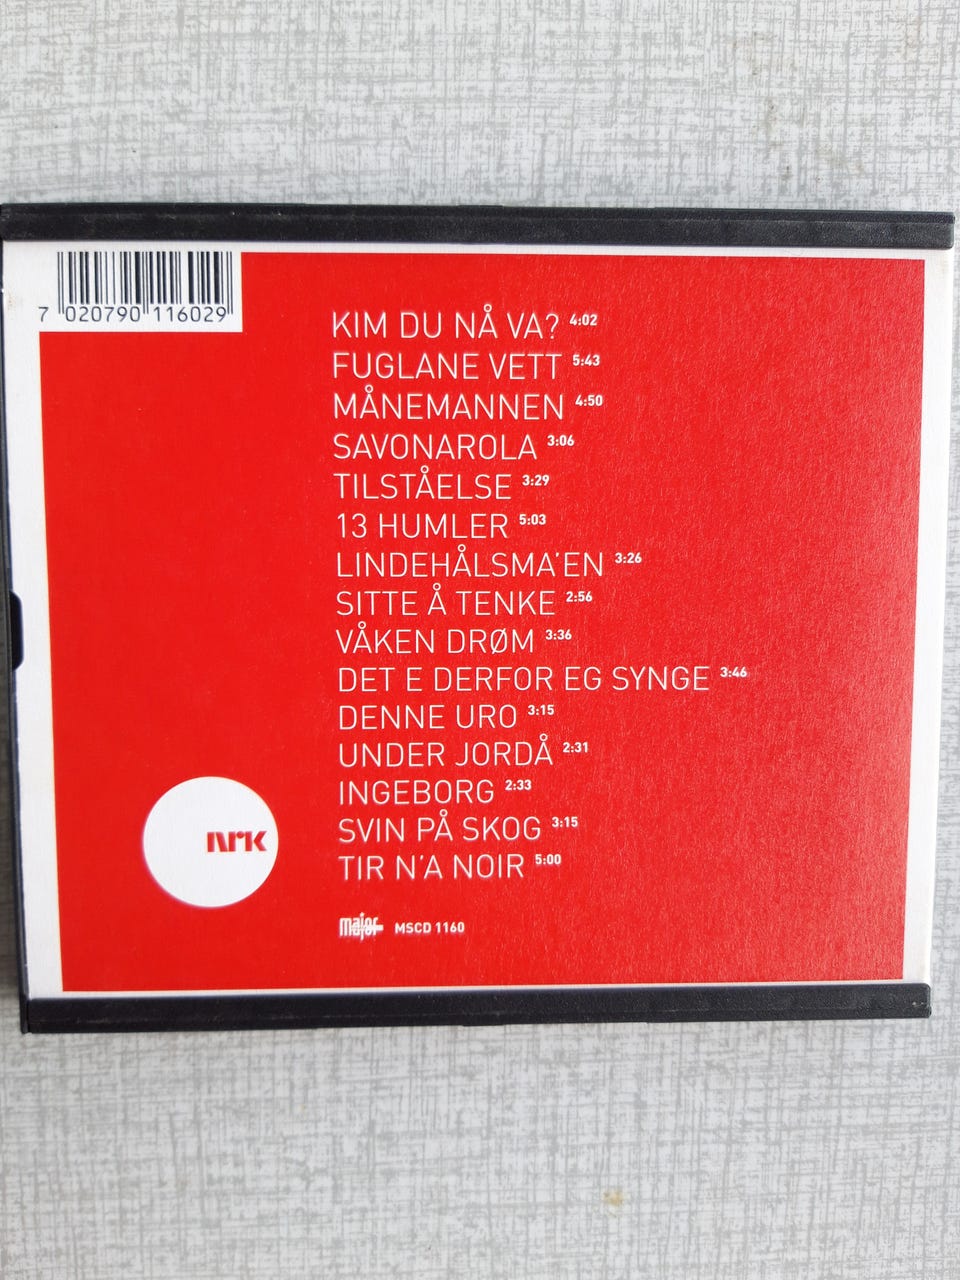 7 020790 116029
KIM DU NÅ VA? 4:02
FUGLANE VETT 5:43
MÅNEMANNEN 4:50
SAVONAROLA 3:06
TILSTÅELSE 3:29
13 HUMLER 5:03
LINDEHÅLSMA'EN 3:26
SITTE Å TENKE 2:56
VÅKEN DRØM 3:36
DET E DERFOR EG SYNGE 3:46
DENNE URO 3:15
UNDER JORDÅ 2:31
INGEBORG 2:33
SVIN PÅ SKOG 3:15
TIR N'A NOIR 5:00
NRK
major MSCD 1160